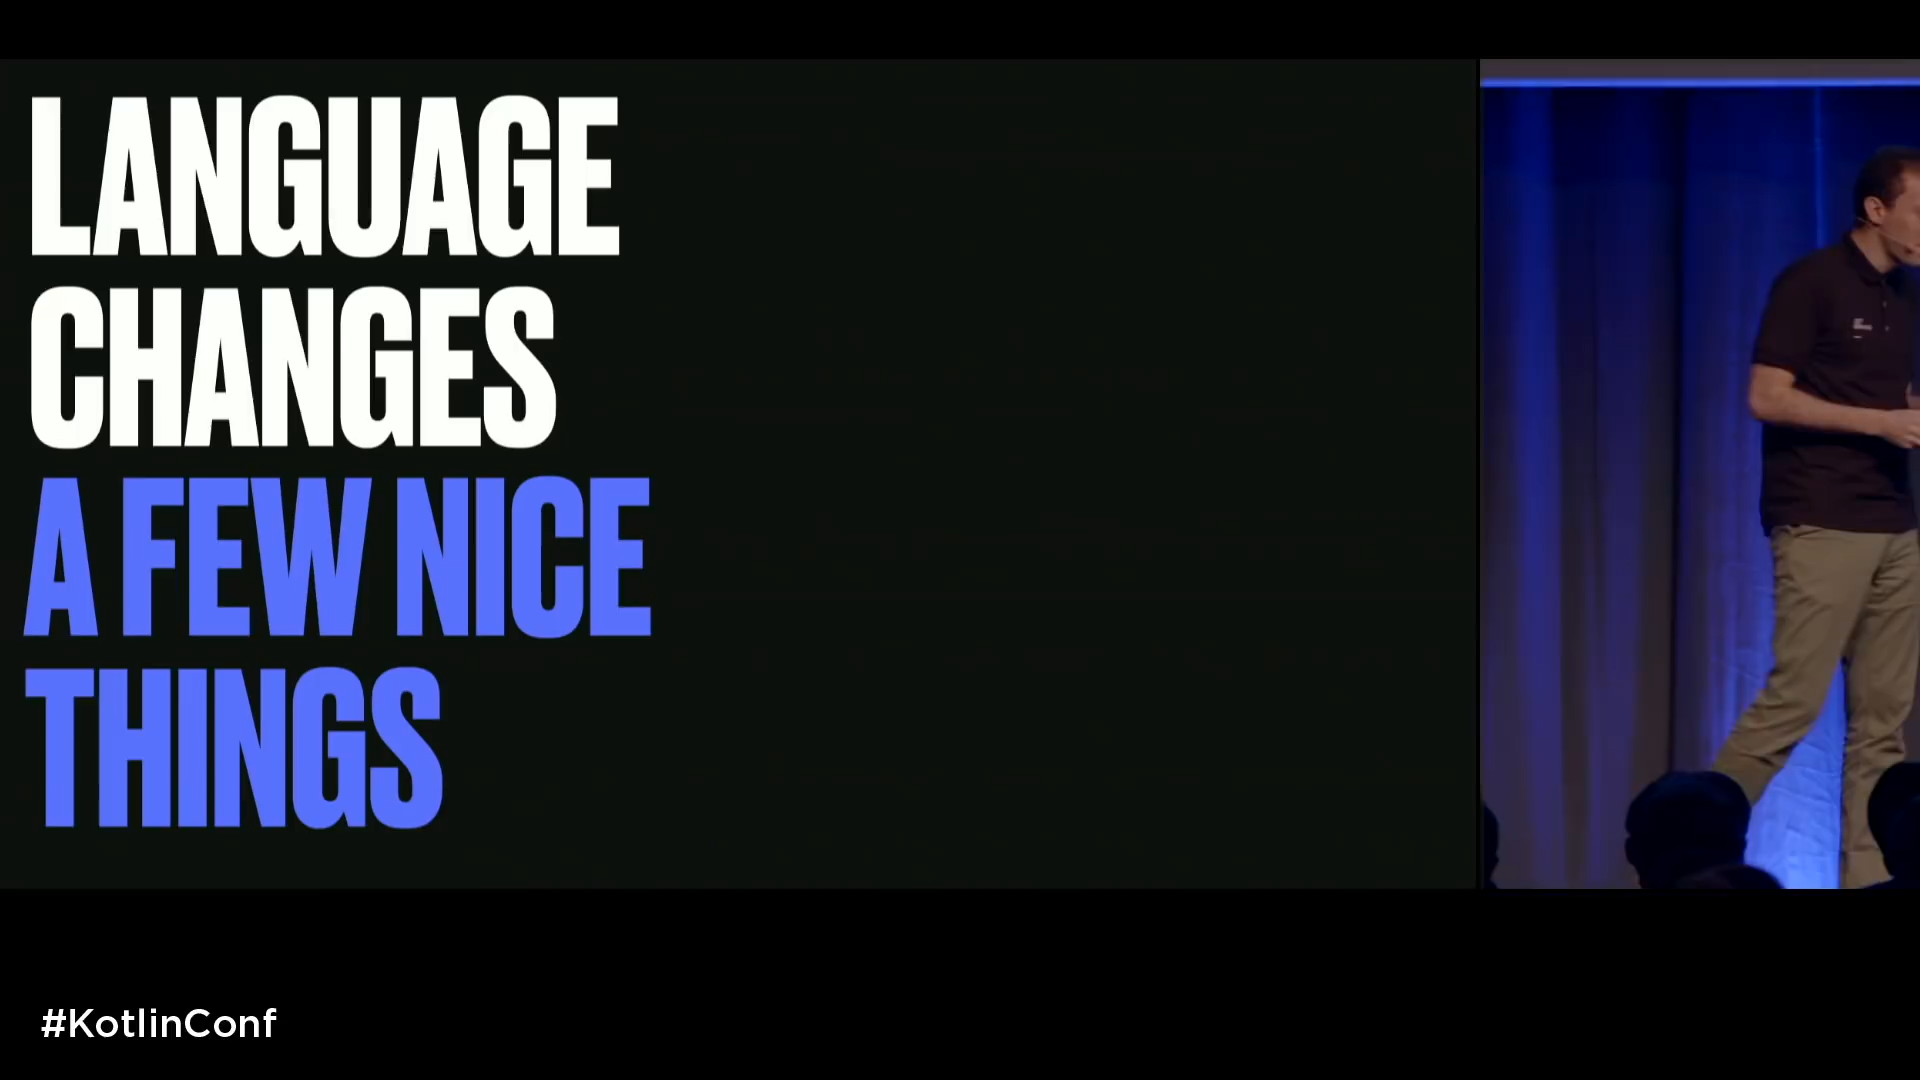 LANGUAGE
CHANGES
A FEW NICE
THINGS
#KotlinConf